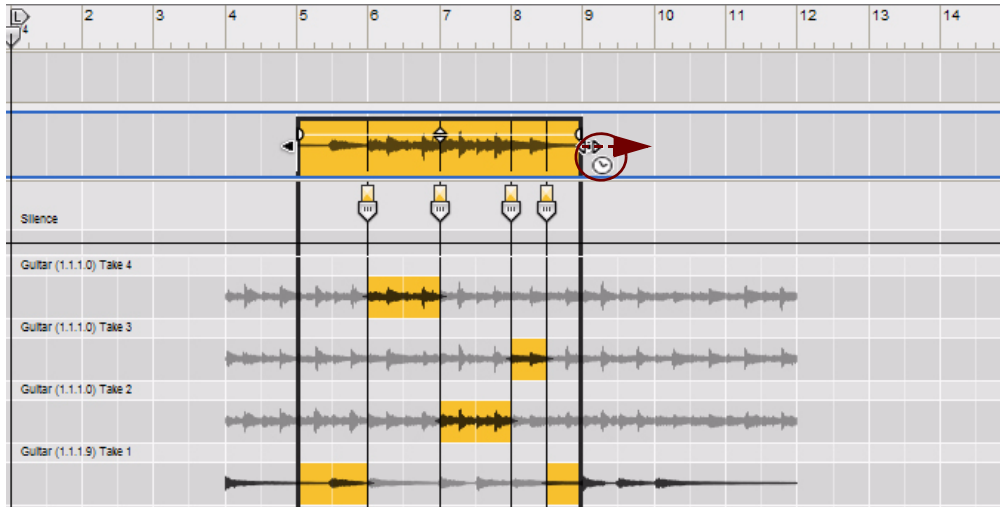 L 2 3 4 5 6 7 8 9 10 11 12 13 14
4
Silence
Guitar (1.1.1.0) Take 4
Guitar (1.1.1.0) Take 3
Guitar (1.1.1.0) Take 2
Guitar (1.1.1.9) Take 1